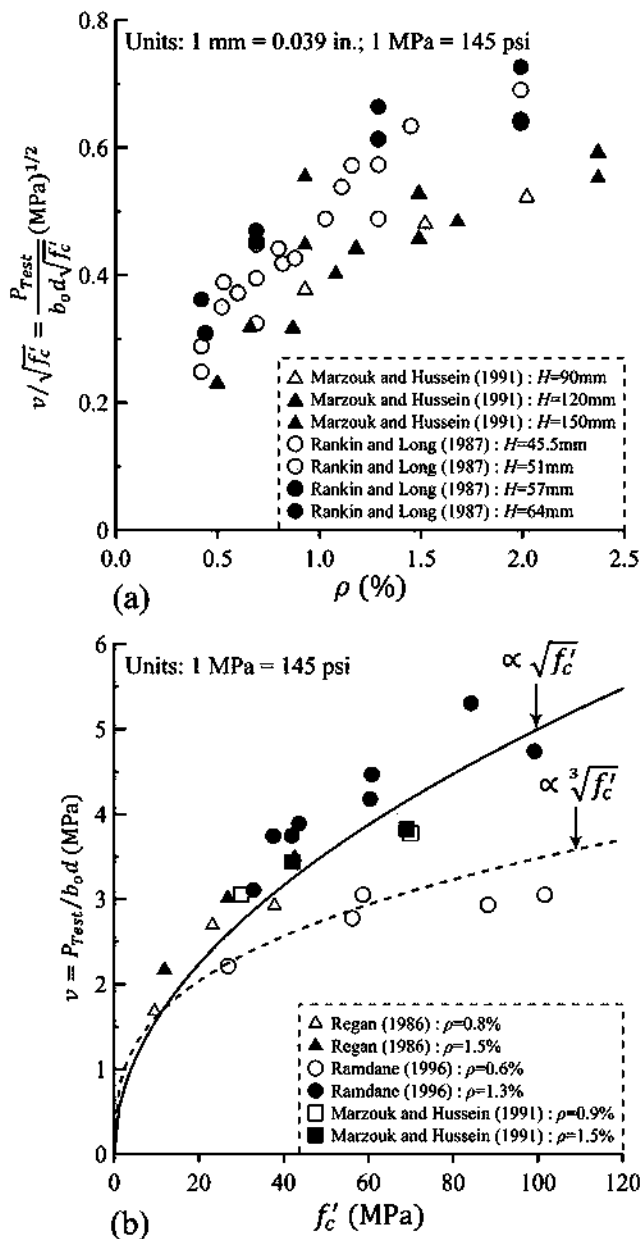 Units: 1 mm = 0.039 in.; 1 MPa = 145 psi
v/√f′c = P_Test / b_o d√f′c (MPa)^1/2
0.8
0.6
0.4
0.2
0
Marzouk and Hussein (1991) : H=90mm
Marzouk and Hussein (1991) : H=120mm
Marzouk and Hussein (1991) : H=150mm
Rankin and Long (1987) : H=45.5mm
Rankin and Long (1987) : H=51mm
Rankin and Long (1987) : H=57mm
Rankin and Long (1987) : H=64mm
0.0 0.5 1.0 1.5 2.0 2.5
(a) ρ (%)
Units: 1 MPa = 145 psi
∝ √f′c
∝ ∛f′c
v = P_Test/b_o d (MPa)
6
5
4
3
2
1
0
Regan (1986) : ρ=0.8%
Regan (1986) : ρ=1.5%
Ramdane (1996) : ρ=0.6%
Ramdane (1996) : ρ=1.3%
Marzouk and Hussein (1991) : ρ=0.9%
Marzouk and Hussein (1991) : ρ=1.5%
0 20 40 60 80 100 120
(b) f′c (MPa)